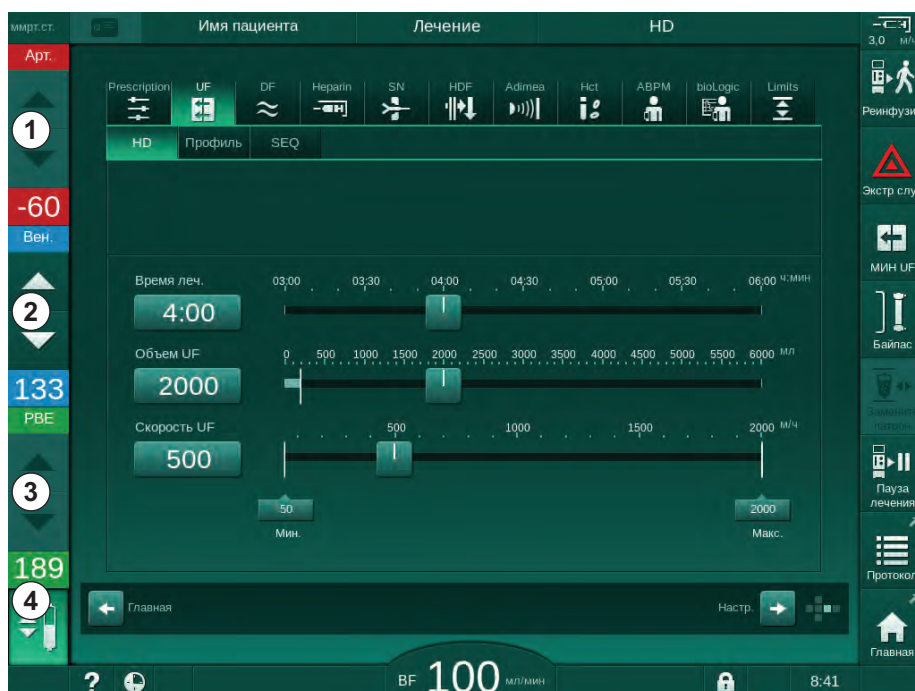 ммрт.ст. Имя пациента Лечение HD
3,0 м/ч
Арт.
1
-60
Вен.
2
133
PBE
3
189
4
Prescription UF DF Heparin SN HDF Adimea Hct ABPM bioLogic Limits
HD Профиль SEQ
Время леч. 03:00 03:30 04:00 04:30 05:00 05:30 06:00 ч:мин
4:00
Объем UF 0 500 1000 1500 2000 2500 3000 3500 4000 4500 5000 5500 6000 мл
2000
Скорость UF 500 1000 1500 2000 м/ч
500
50 2000
Мин. Макс.
Главная Настр.
Реинфузи
Экстр слу
МИН UF
Байпас
Заменить
патрон
Пауза
лечения
Протокол
Главная
? BF 100 мл/мин 8:41